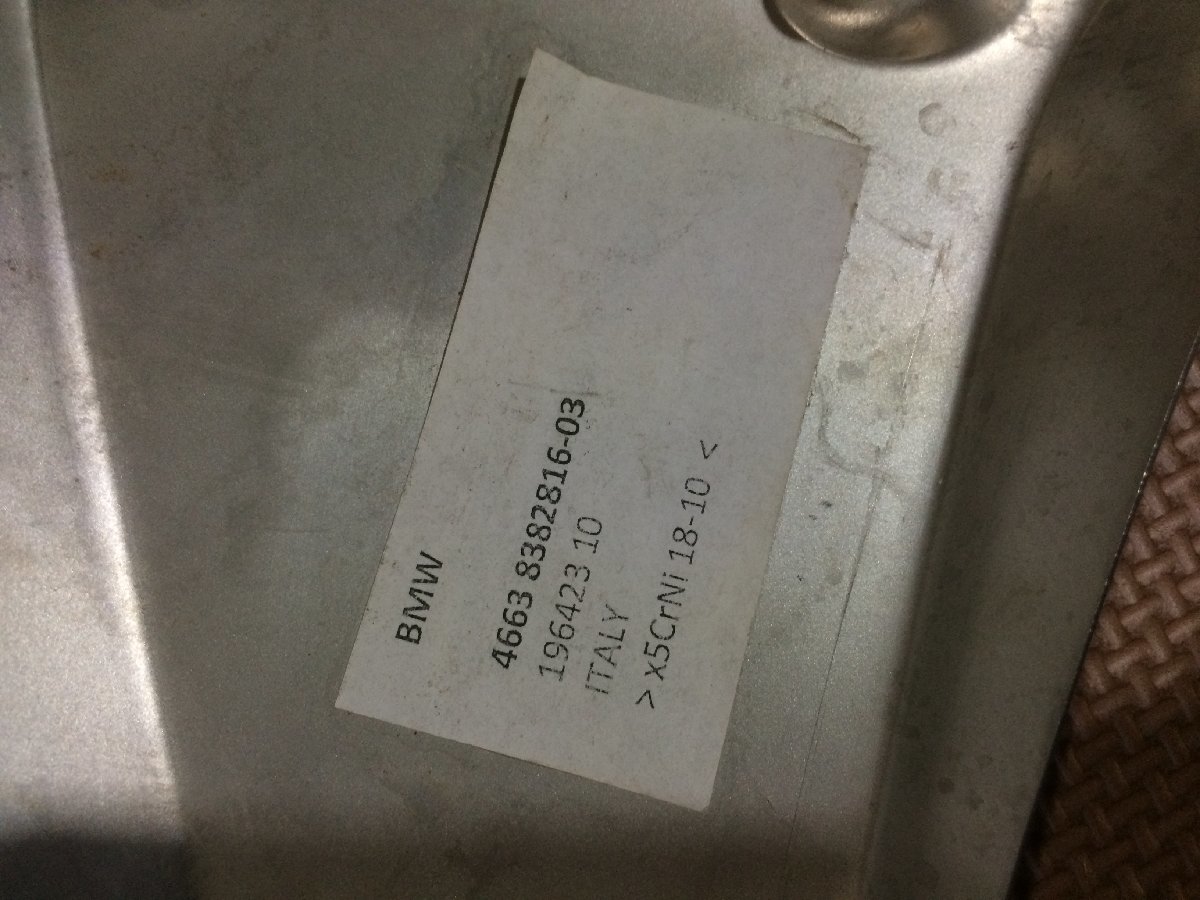 BMW
4663 8382816-03
196423 10
ITALY
> x5CrNi 18-10 <